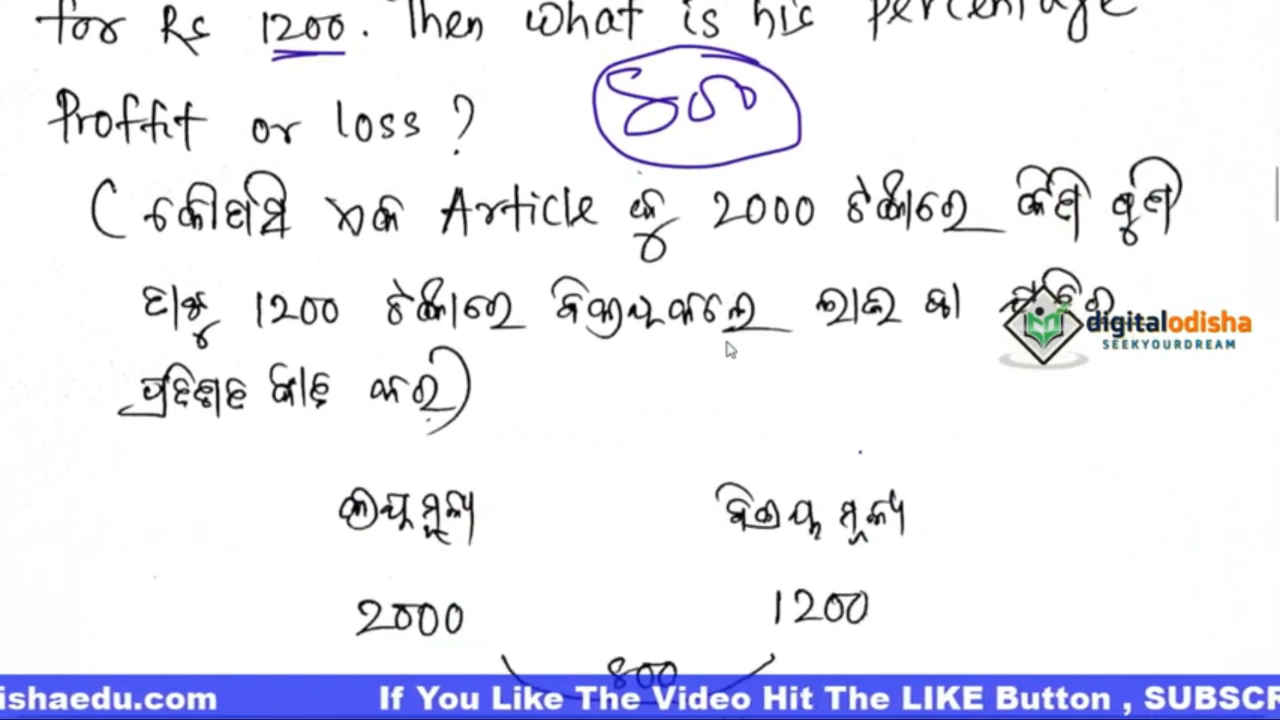 for Rs 1200. Then what is his percentage
Proffit or loss ? 800
( କୌଣସି ଏକ Article କୁ 2000 ଟଙ୍କାରେ କିଣି ପୁଣି
ତାକୁ 1200 ଟଙ୍କାରେ ବିକ୍ରୟ କଲେ ଲାଭ ବା
ପ୍ରତିଶତ କାଢ଼ କର)
digitalodisha
SEEKYOURDREAM
କ୍ରୟ ମୂଲ୍ୟ ବିକ୍ରୟ ମୂଲ୍ୟ
2000 1200
800
ishaedu.com If You Like The Video Hit The LIKE Button , SUBSCR